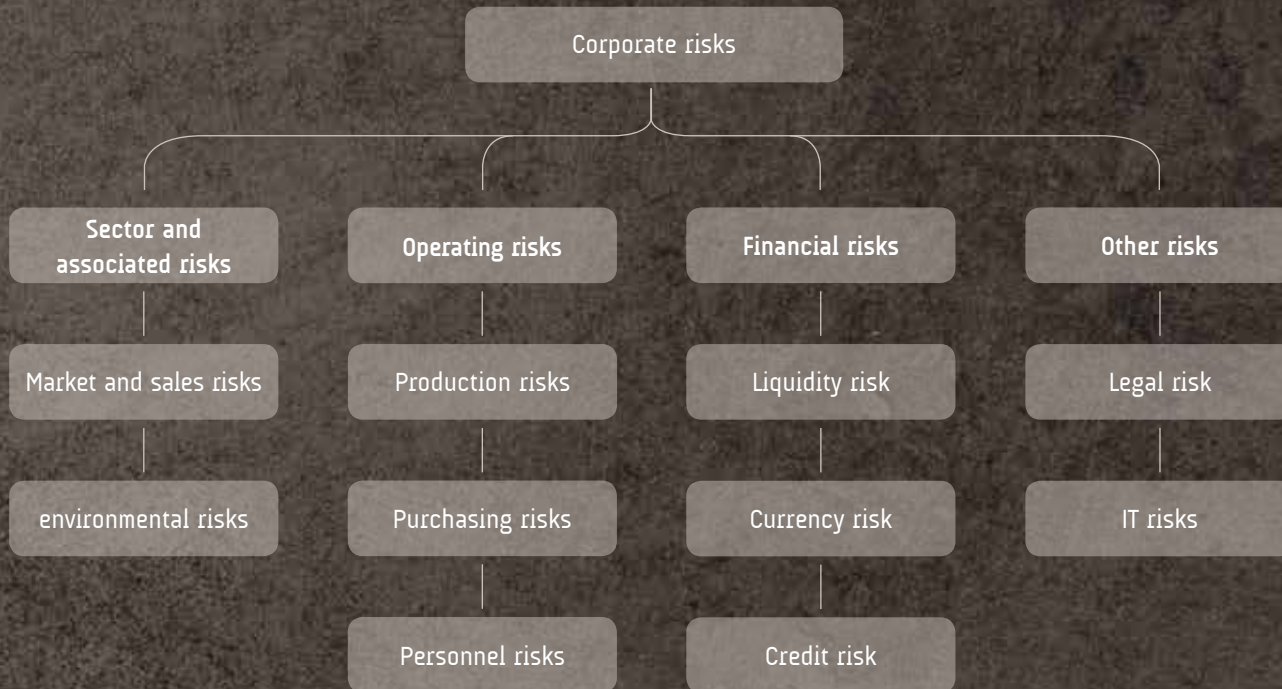 Corporate risks
Sector and
associated risks
Operating risks
Financial risks
Other risks
Market and sales risks
Production risks
Liquidity risk
Legal risk
environmental risks
Purchasing risks
Currency risk
IT risks
Personnel risks
Credit risk